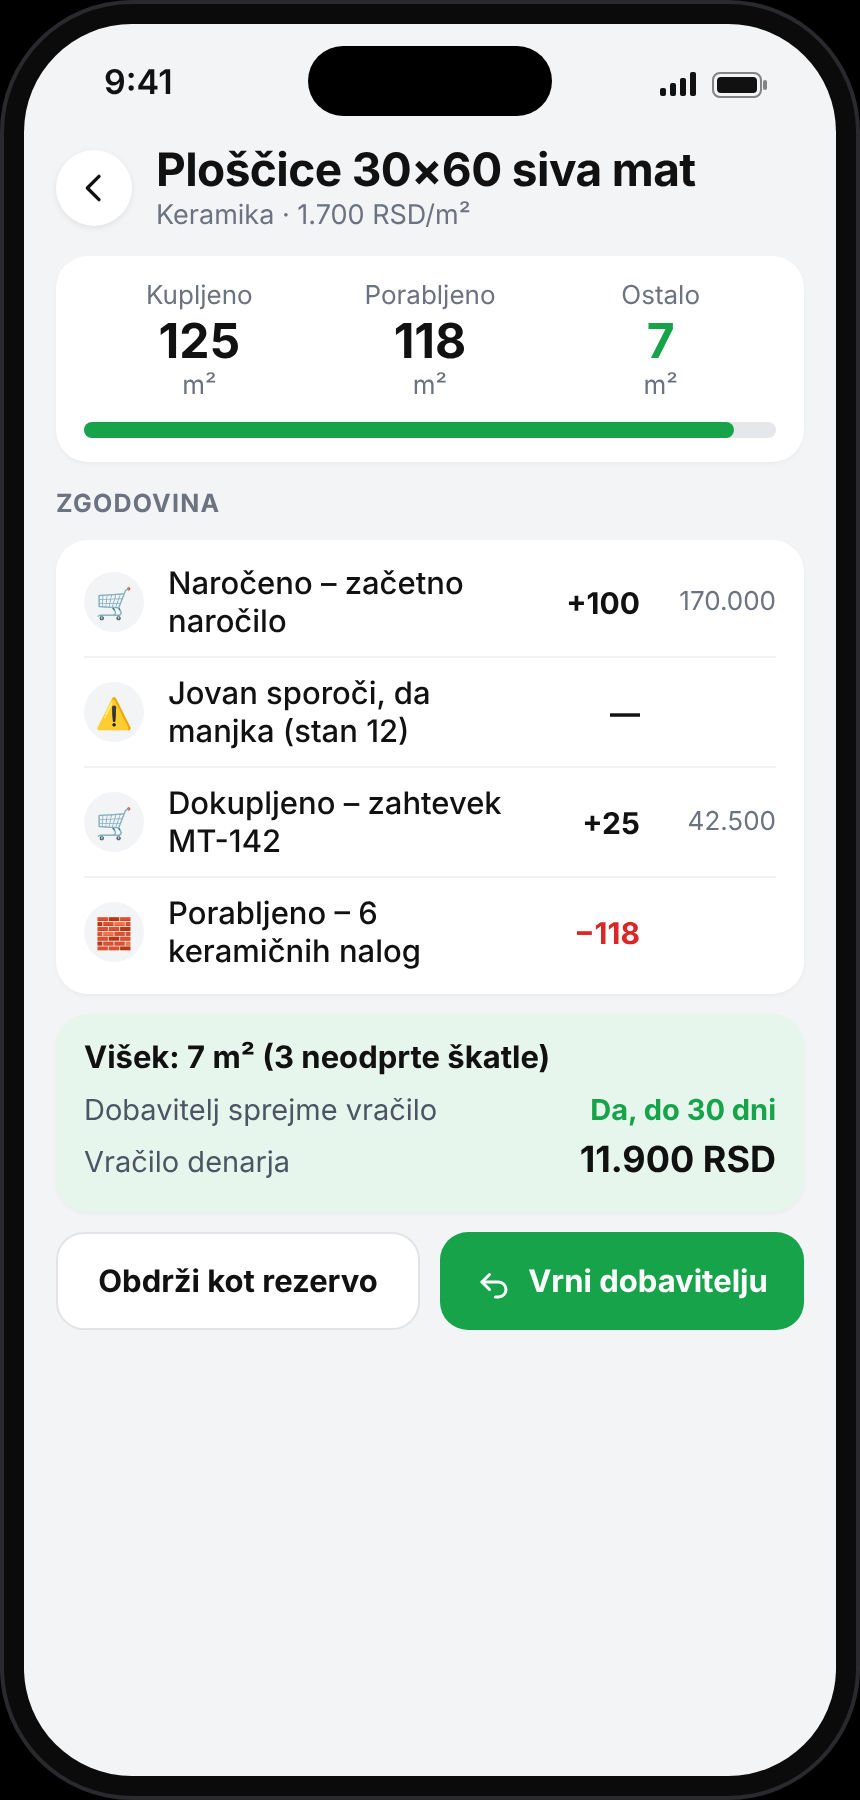 9:41
Ploščice 30×60 siva mat
Keramika · 1.700 RSD/m²
Kupljeno Porabljeno Ostalo
125 118 7
m² m² m²
ZGODOVINA
Naročeno – začetno
naročilo
+100 170.000
Jovan sporoči, da
manjka (stan 12)
—
Dokupljeno – zahtevek
MT-142
+25 42.500
Porabljeno – 6
keramičnih nalog
−118
Višek: 7 m² (3 neodprte škatle)
Dobavitelj sprejme vračilo Da, do 30 dni
Vračilo denarja 11.900 RSD
Obdrži kot rezervo Vrni dobavitelju